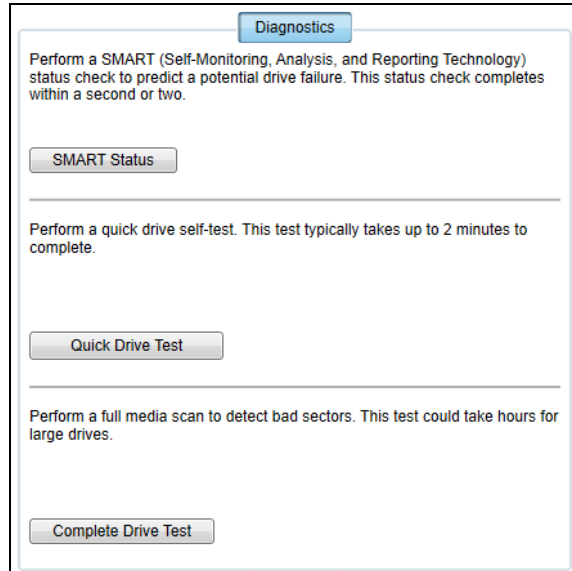 Diagnostics
Perform a SMART (Self-Monitoring, Analysis, and Reporting Technology)
status check to predict a potential drive failure. This status check completes
within a second or two.
SMART Status
Perform a quick drive self-test. This test typically takes up to 2 minutes to
complete.
Quick Drive Test
Perform a full media scan to detect bad sectors. This test could take hours for
large drives.
Complete Drive Test